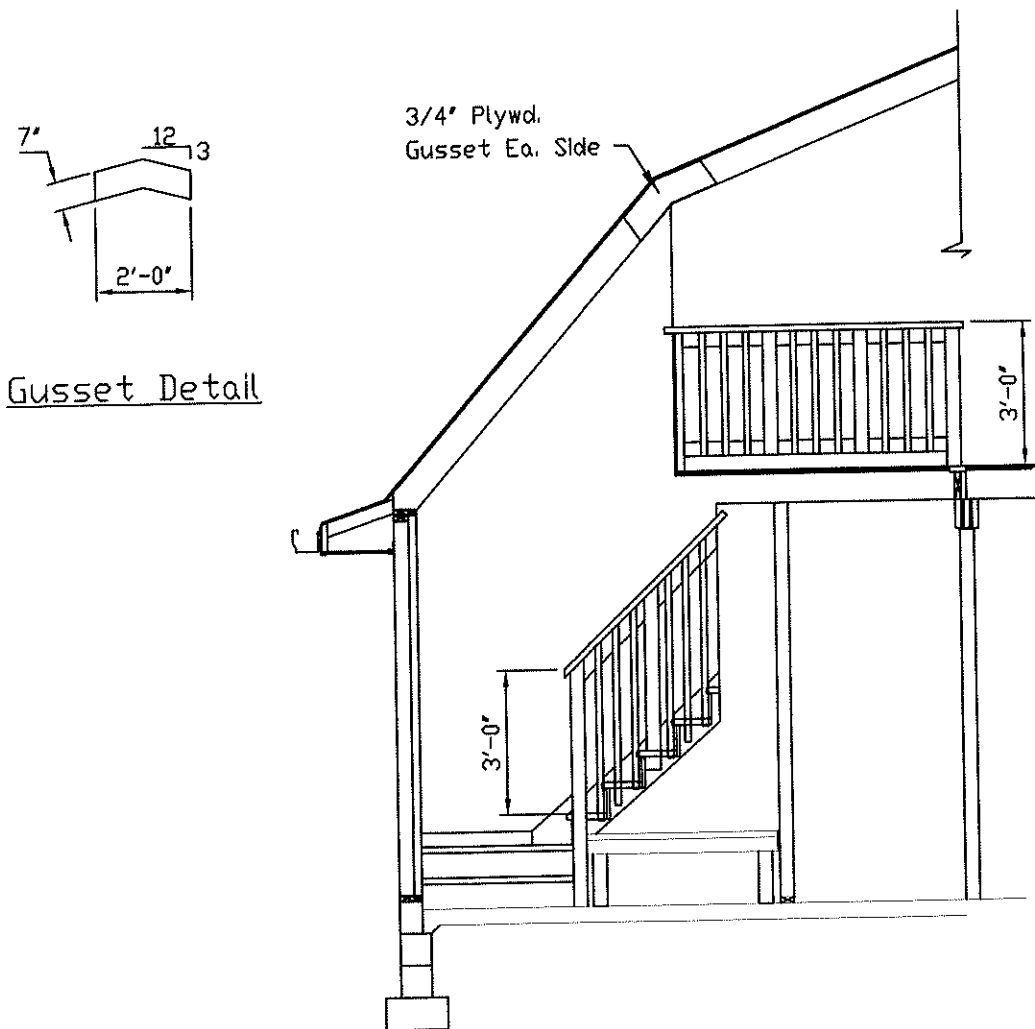 3/4" Plywd.
Gusset Ea. Side
7"
12
3
2'-0"
Gusset Detail
3'-0"
3'-0"